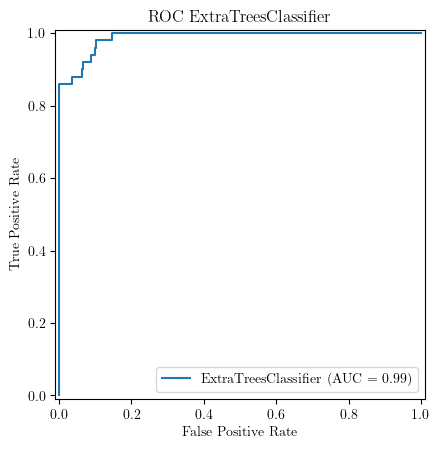 ROC ExtraTreesClassifier
1.0
0.8
0.6
0.4
0.2
0.0
True Positive Rate
ExtraTreesClassifier (AUC = 0.99)
0.0 0.2 0.4 0.6 0.8 1.0
False Positive Rate